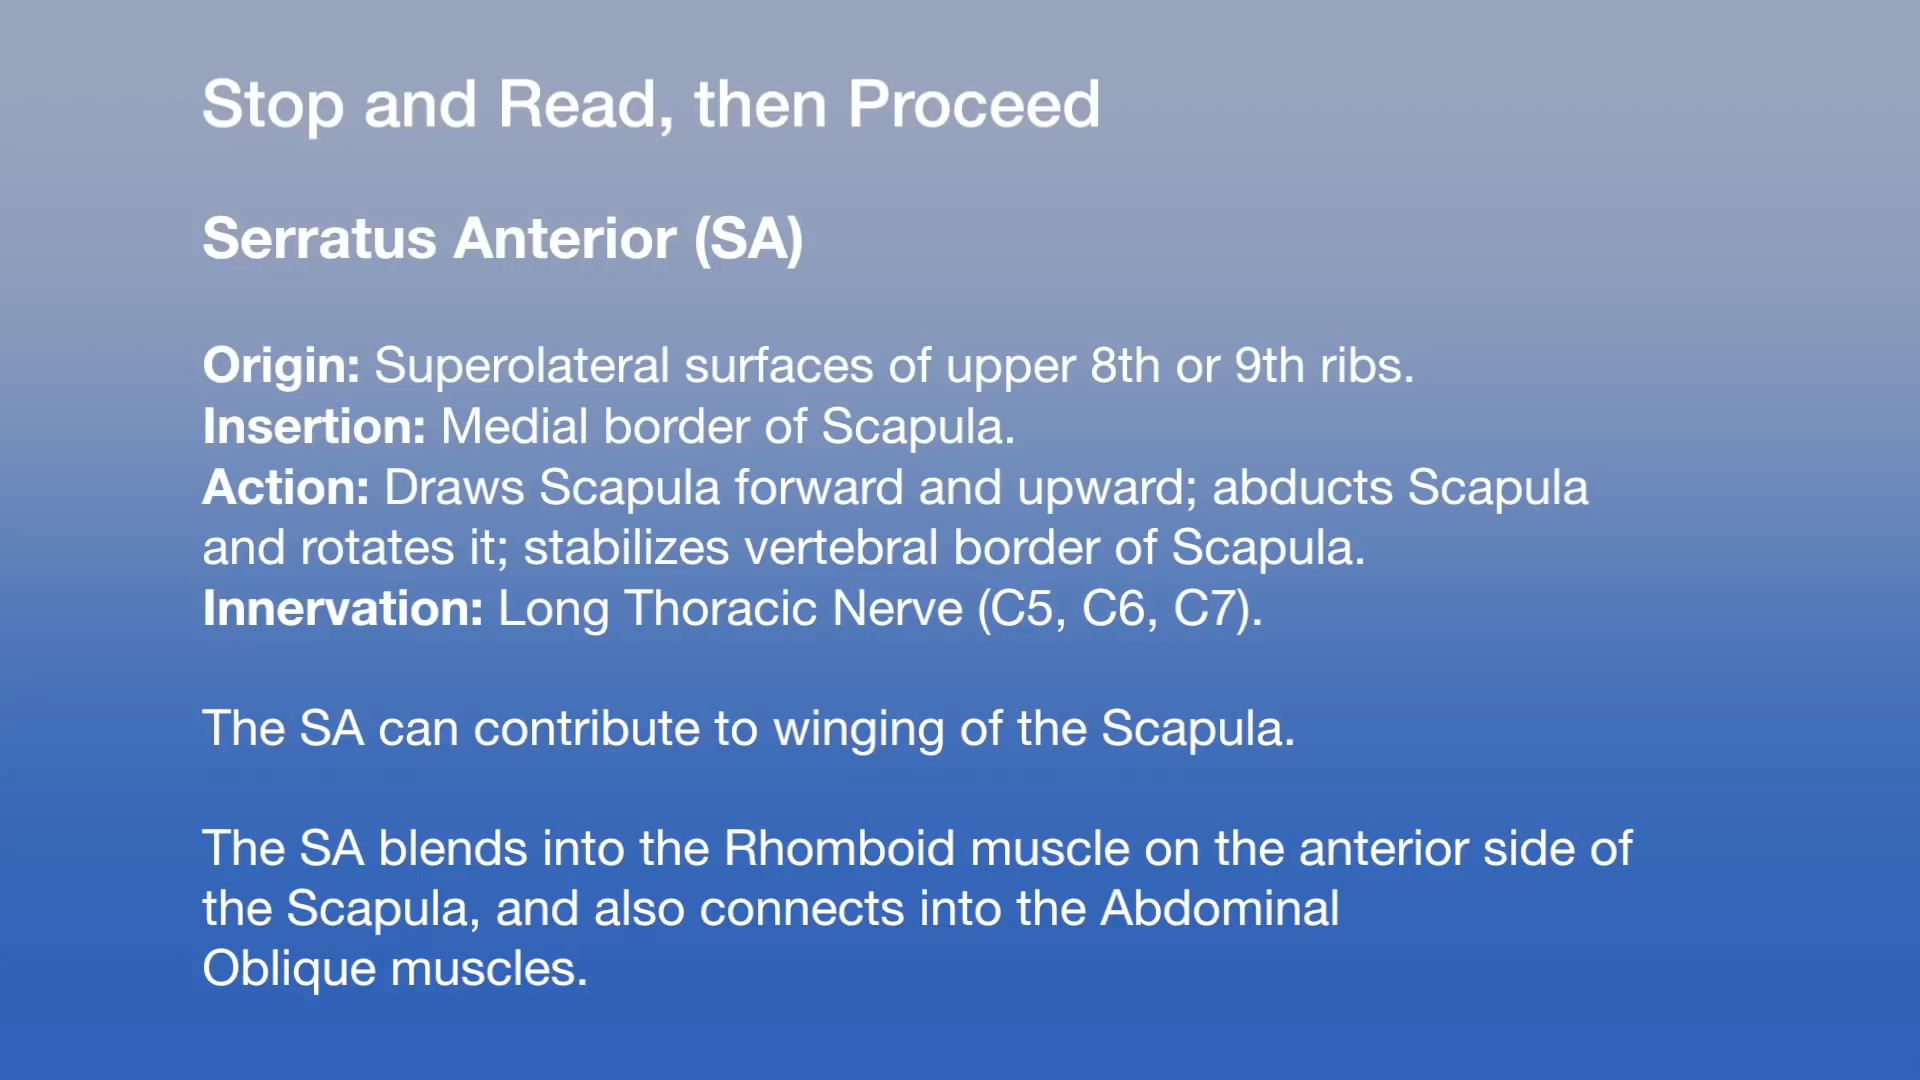 Stop and Read, then Proceed
Serratus Anterior (SA)
Origin: Superolateral surfaces of upper 8th or 9th ribs.
Insertion: Medial border of Scapula.
Action: Draws Scapula forward and upward; abducts Scapula
and rotates it; stabilizes vertebral border of Scapula.
Innervation: Long Thoracic Nerve (C5, C6, C7).
The SA can contribute to winging of the Scapula.
The SA blends into the Rhomboid muscle on the anterior side of
the Scapula, and also connects into the Abdominal
Oblique muscles.